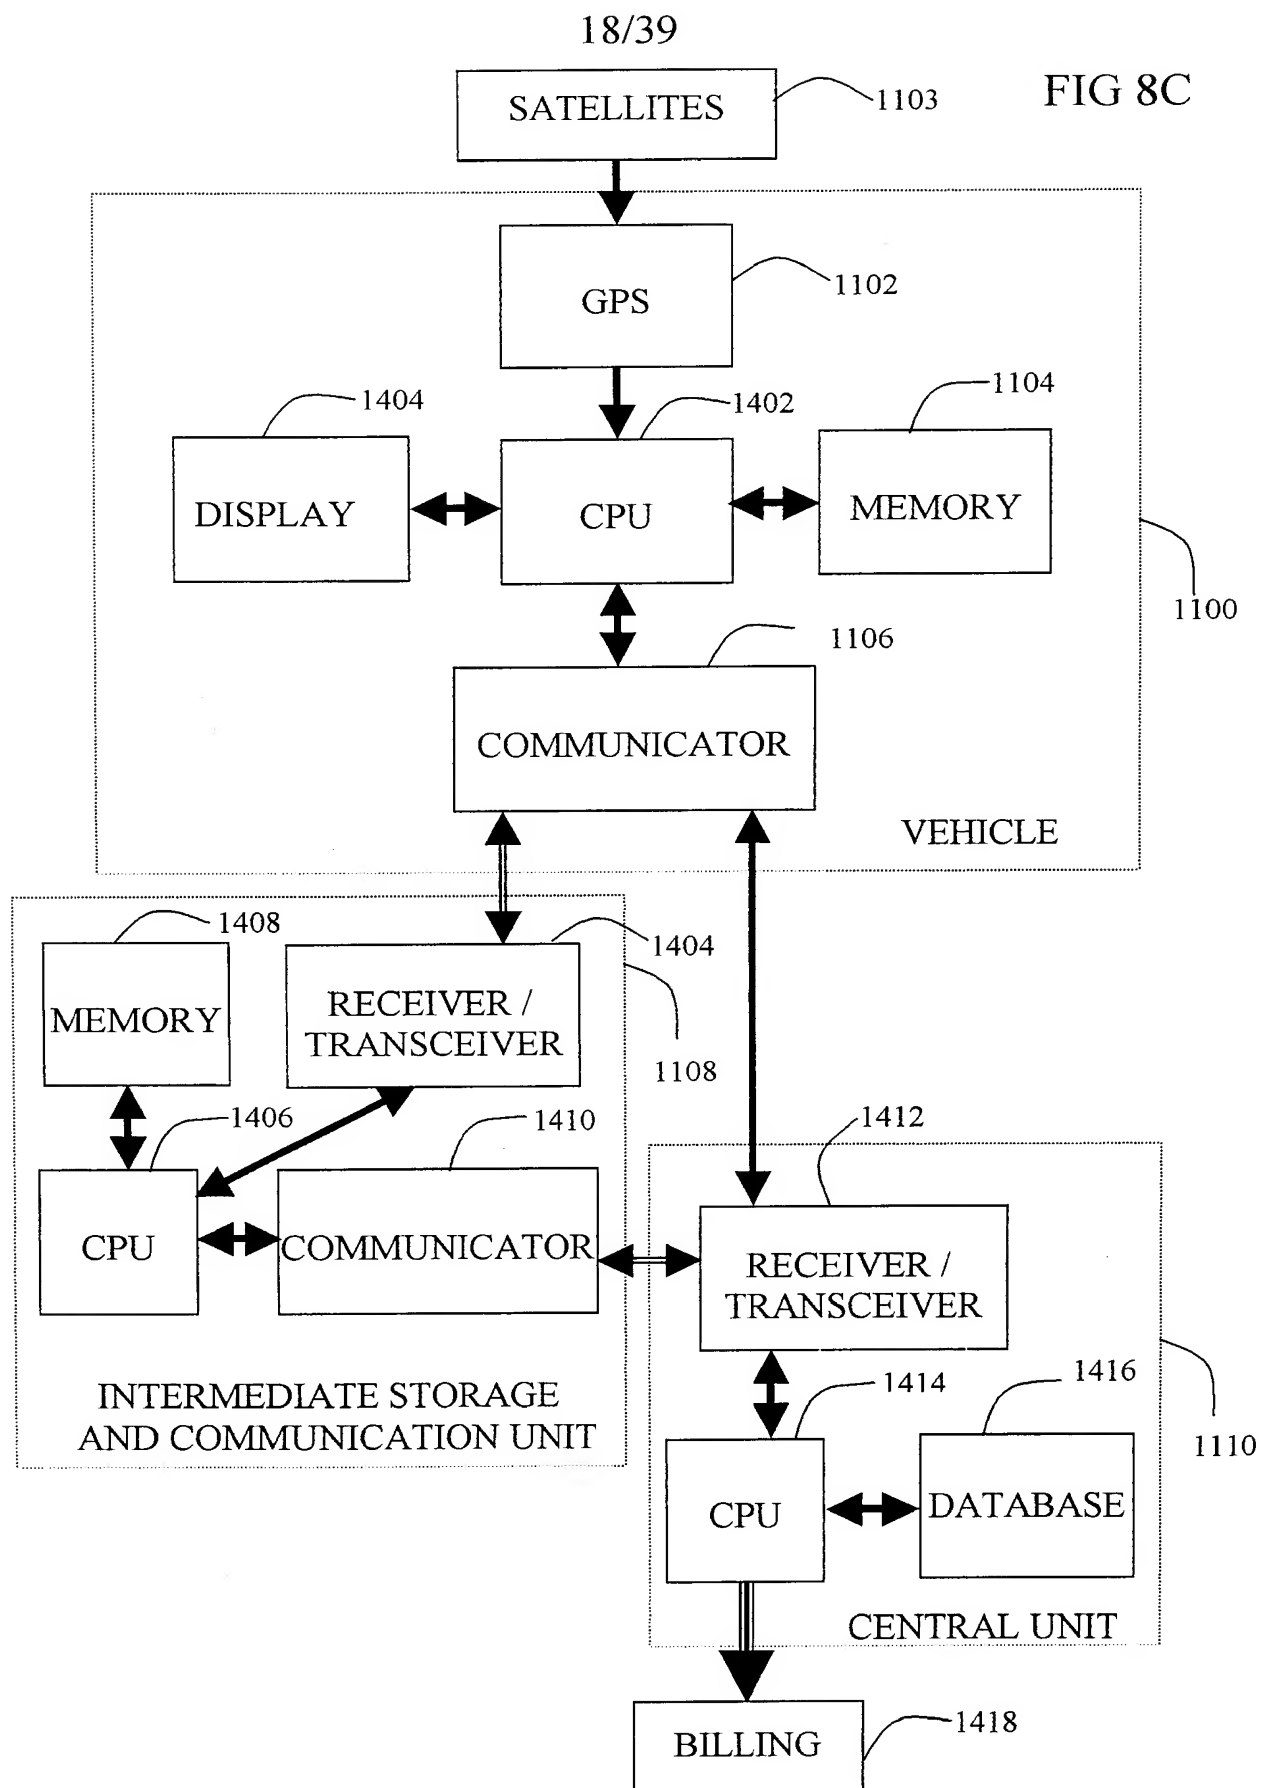 18/39
FIG 8C
SATELLITES
1103
GPS
1102
1404
1402
1104
DISPLAY
CPU
MEMORY
1100
1106
COMMUNICATOR
VEHICLE
1408
1404
MEMORY
RECEIVER /
TRANSCEIVER
1108
1406
1410
1412
CPU
COMMUNICATOR
RECEIVER /
TRANSCEIVER
INTERMEDIATE STORAGE
AND COMMUNICATION UNIT
1414
1416
1110
CPU
DATABASE
CENTRAL UNIT
BILLING
1418